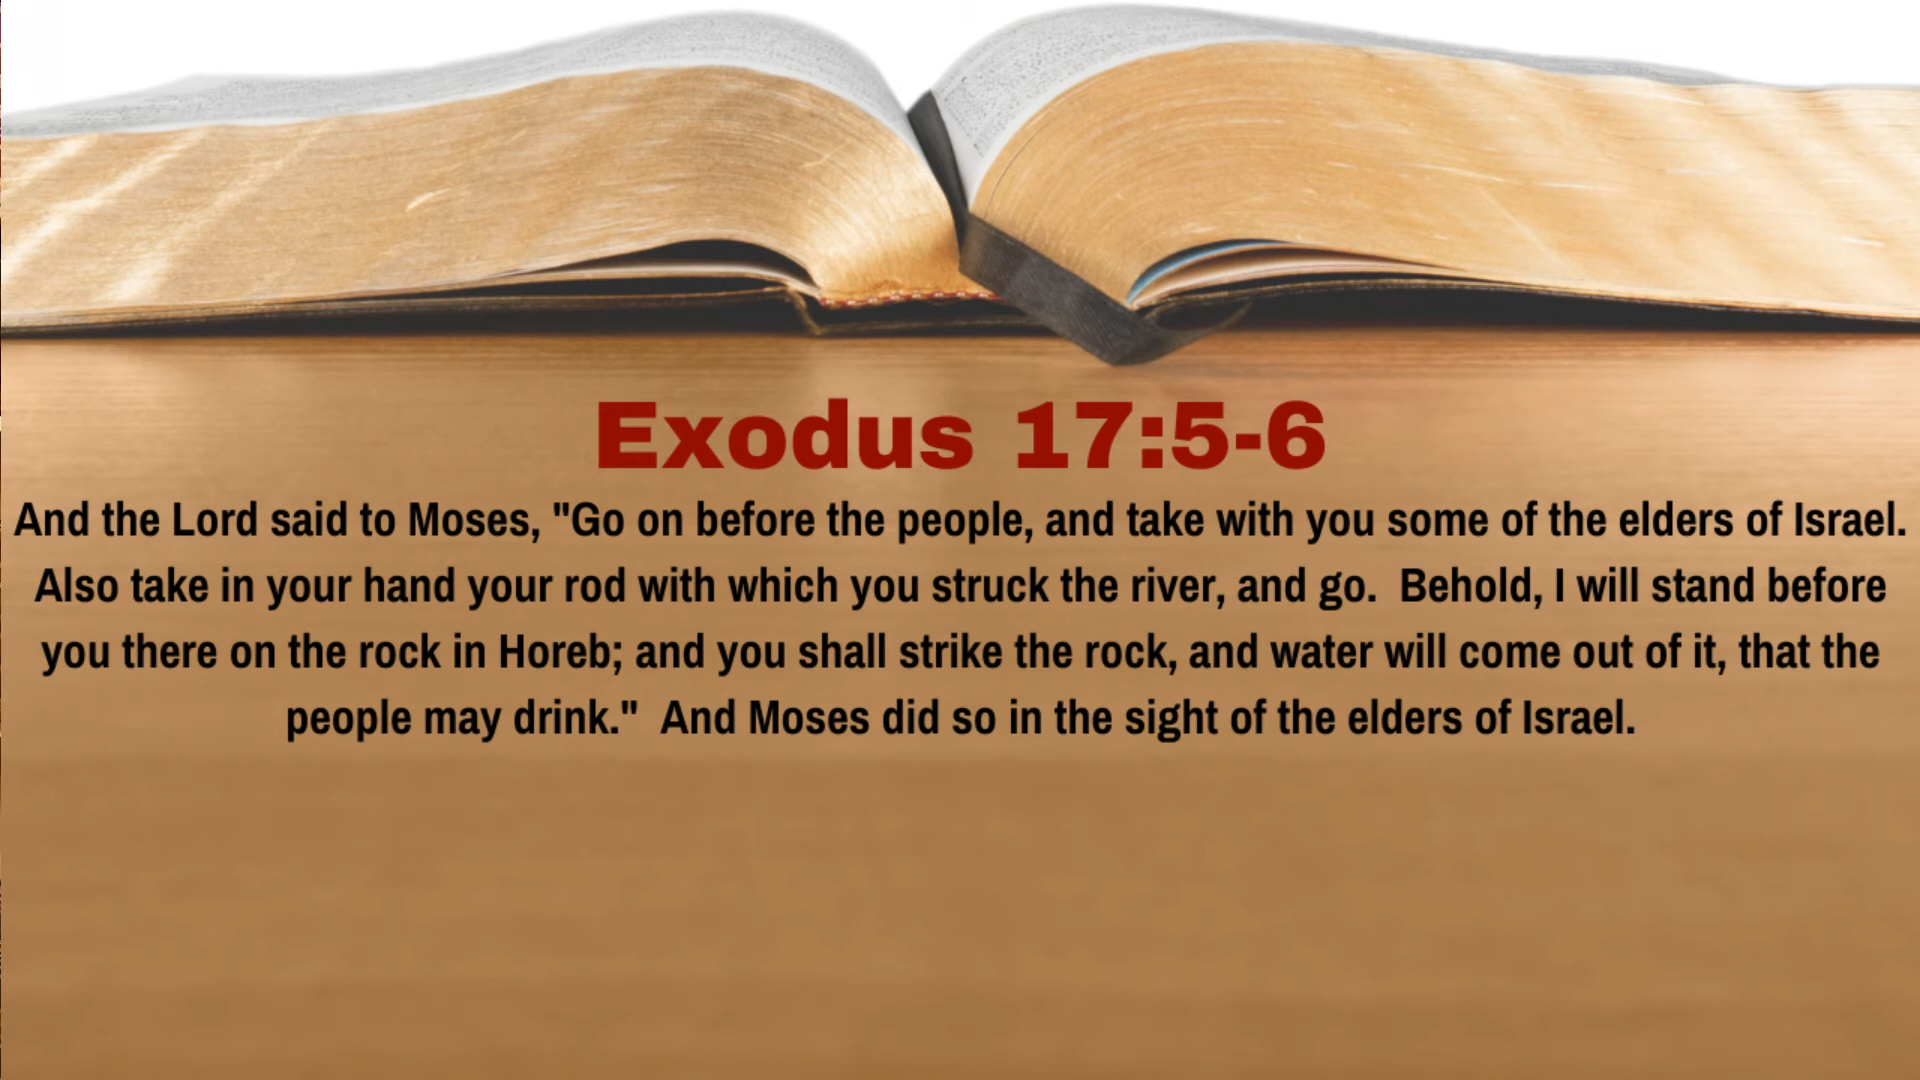 Exodus 17:5-6
And the Lord said to Moses, "Go on before the people, and take with you some of the elders of Israel.
Also take in your hand your rod with which you struck the river, and go.  Behold, I will stand before
you there on the rock in Horeb; and you shall strike the rock, and water will come out of it, that the
people may drink."  And Moses did so in the sight of the elders of Israel.